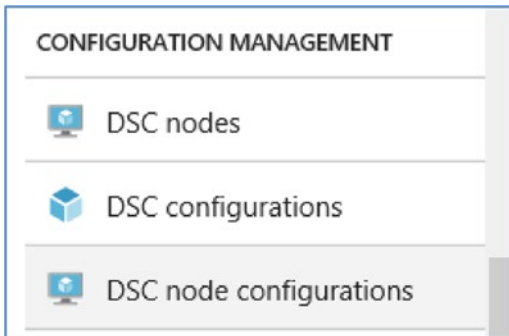 CONFIGURATION MANAGEMENT
DSC nodes
DSC configurations
DSC node configurations